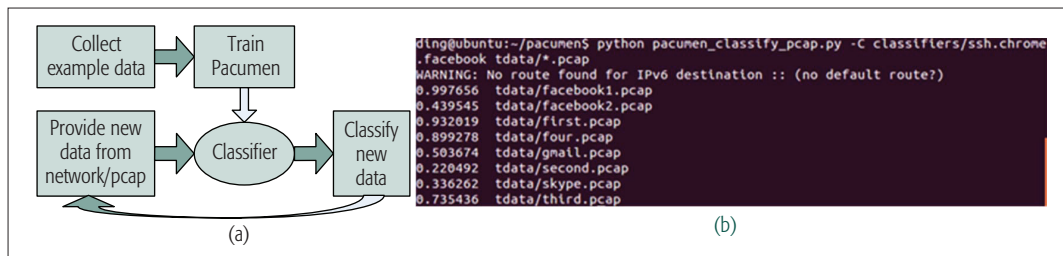 Collect
example data
Train
Pacumen
Provide new
data from
network/pcap
Classifier
Classify
new
data
(a)
ding@ubuntu:~/pacumen$ python pacumen_classify_pcap.py -C classifiers/ssh.chrome
.facebook tdata/*.pcap
WARNING: No route found for IPv6 destination :: (no default route?)
0.997656 tdata/facebook1.pcap
0.439545 tdata/facebook2.pcap
0.932019 tdata/first.pcap
0.899278 tdata/four.pcap
0.503674 tdata/gmail.pcap
0.220492 tdata/second.pcap
0.336262 tdata/skype.pcap
0.735436 tdata/third.pcap
(b)